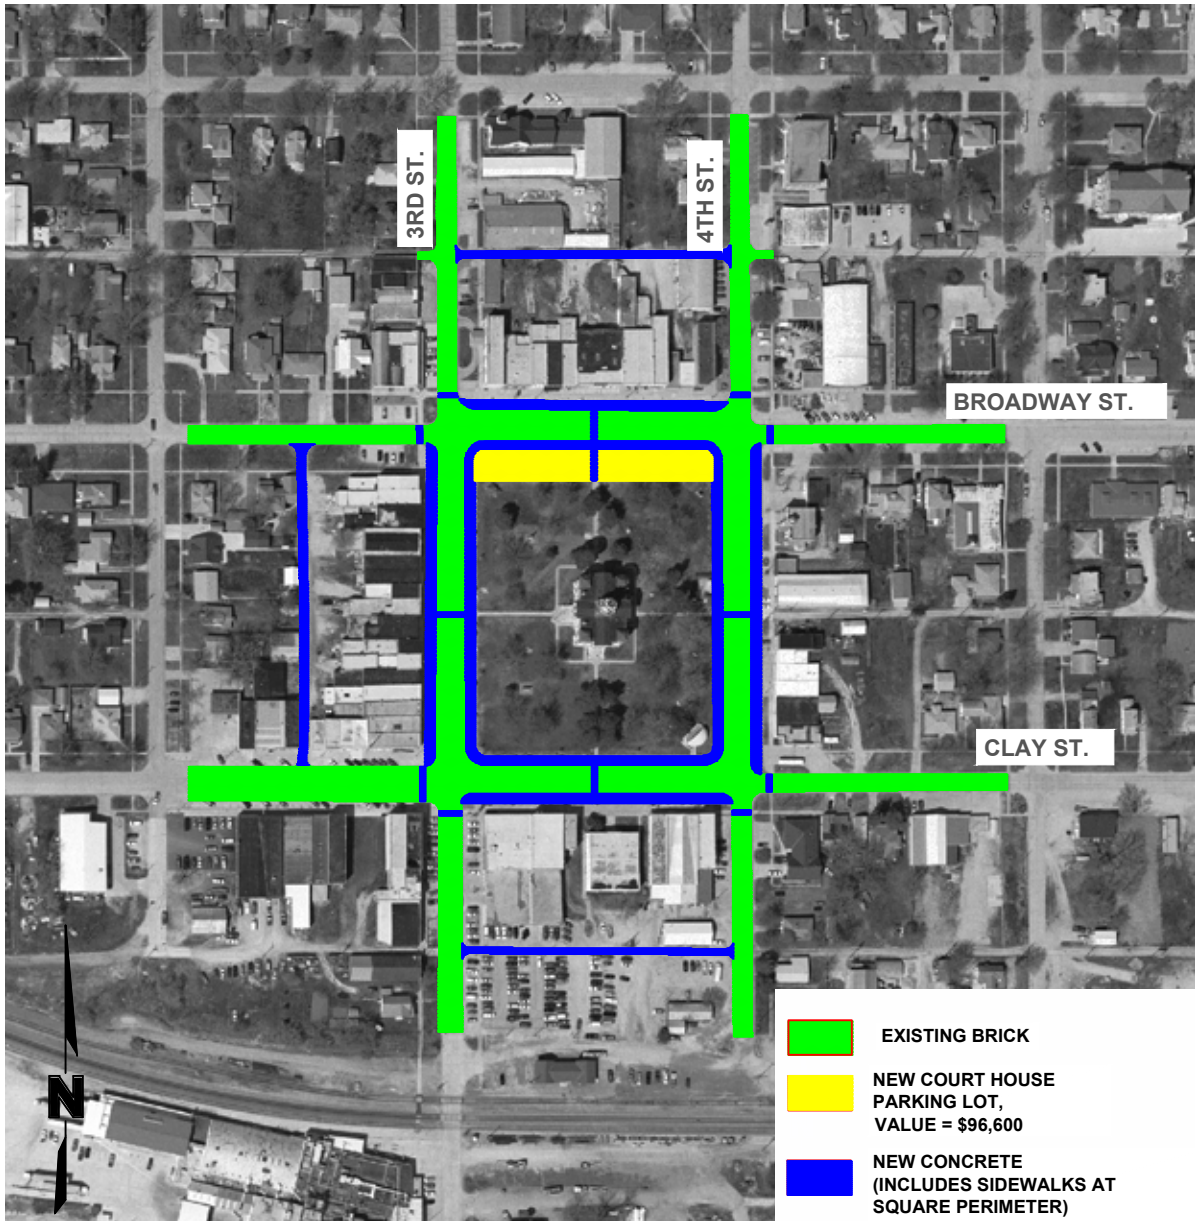 3RD ST.
4TH ST.
BROADWAY ST.
CLAY ST.
N
EXISTING BRICK
NEW COURT HOUSE
PARKING LOT,
VALUE = $96,600
NEW CONCRETE
(INCLUDES SIDEWALKS AT
SQUARE PERIMETER)